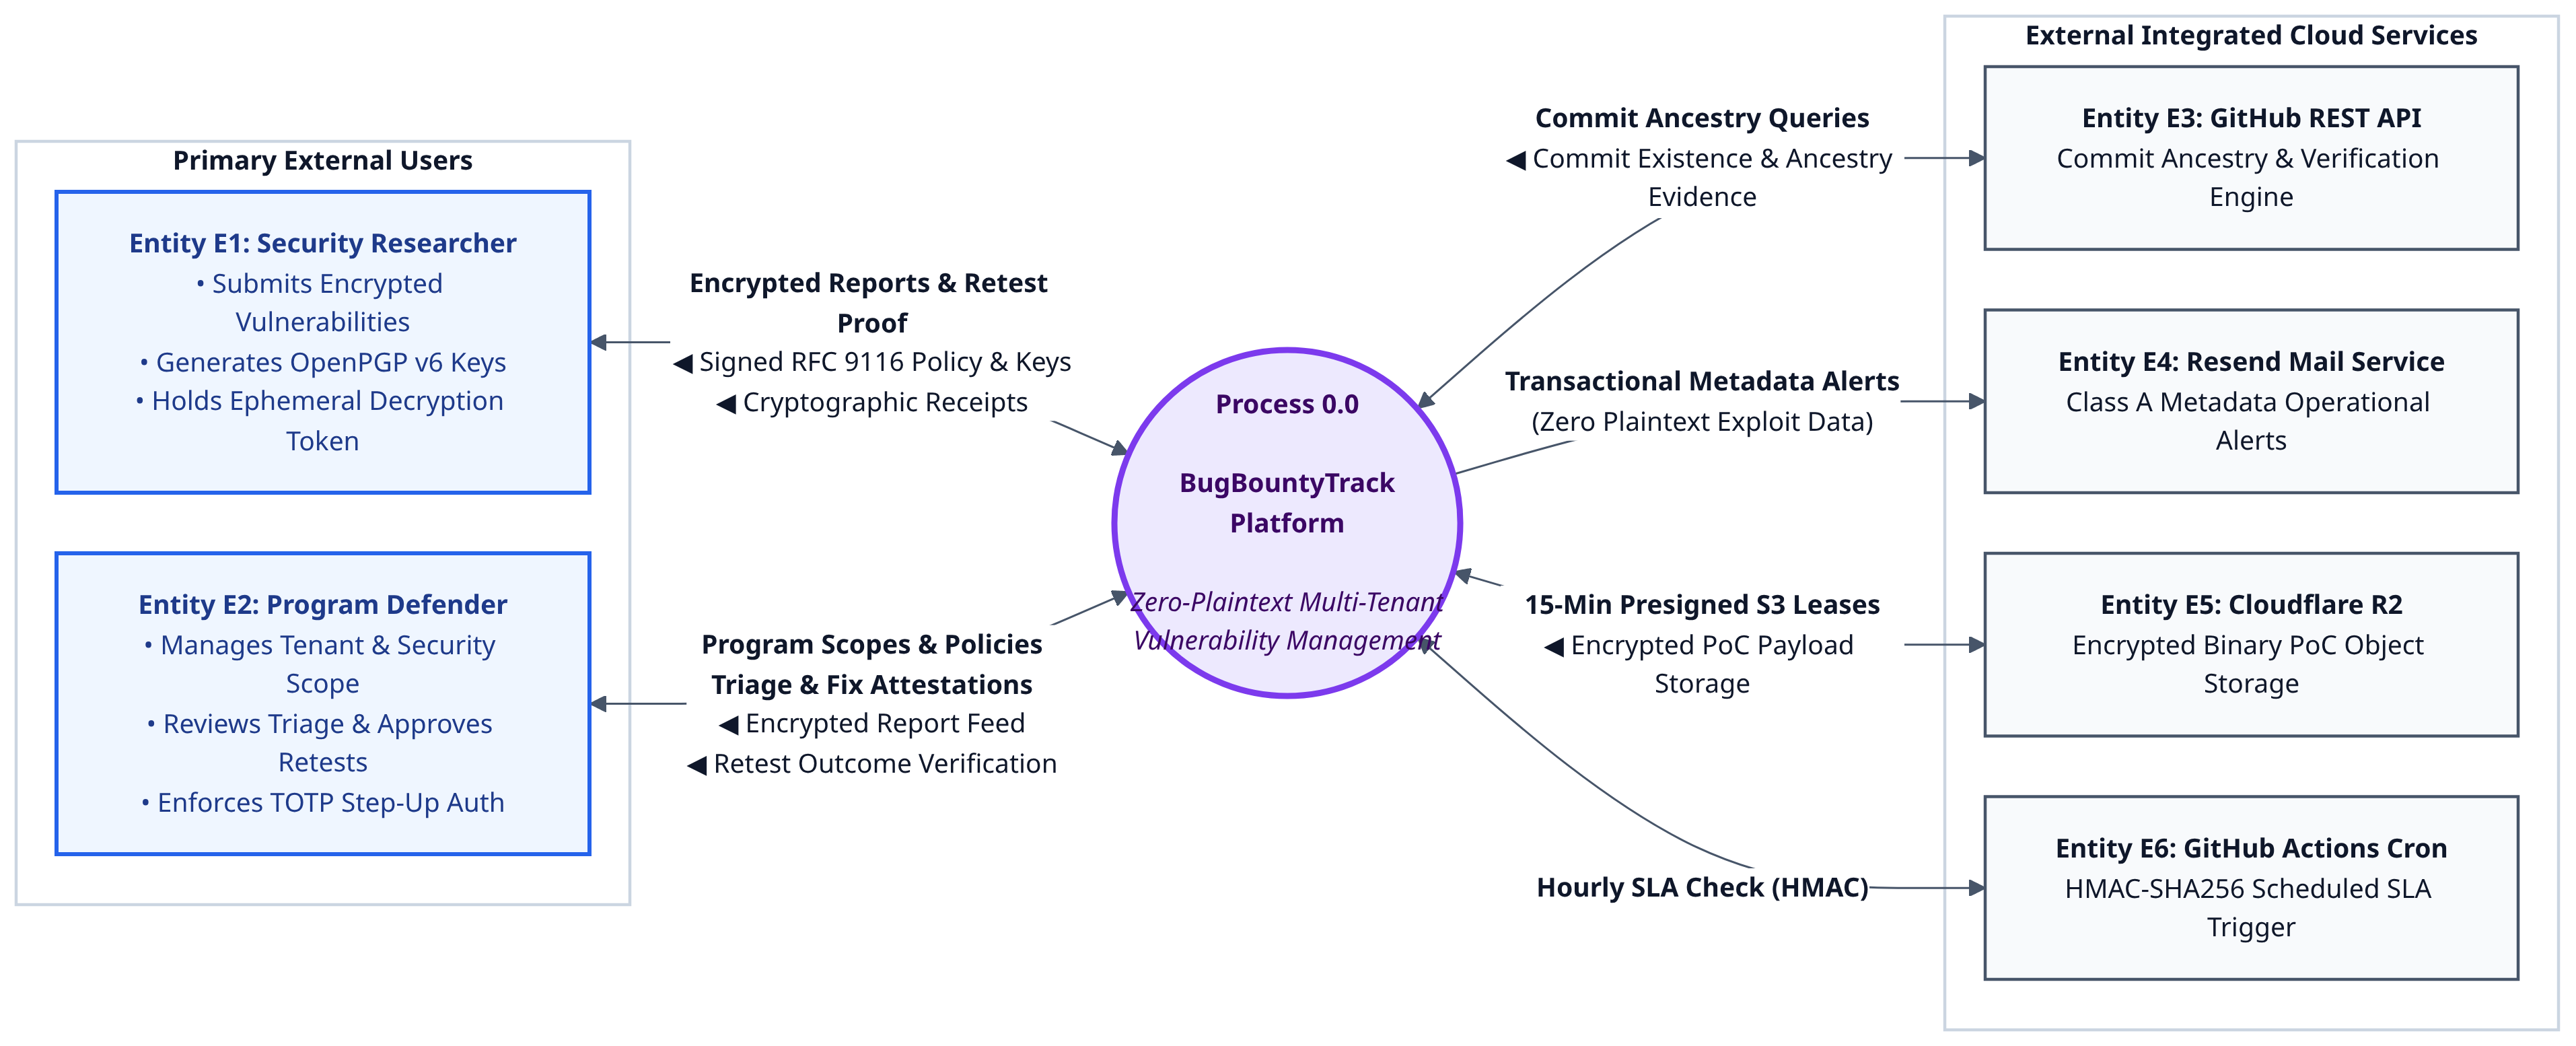 Primary External Users
Entity E1: Security Researcher
• Submits Encrypted
Vulnerabilities
• Generates OpenPGP v6 Keys
• Holds Ephemeral Decryption
Token
Entity E2: Program Defender
• Manages Tenant & Security
Scope
• Reviews Triage & Approves
Retests
• Enforces TOTP Step-Up Auth
Encrypted Reports & Retest
Proof
◀ Signed RFC 9116 Policy & Keys
◀ Cryptographic Receipts
Program Scopes & Policies
Triage & Fix Attestations
◀ Encrypted Report Feed
◀ Retest Outcome Verification
Process 0.0
BugBountyTrack
Platform
Zero-Plaintext Multi-Tenant
Vulnerability Management
Commit Ancestry Queries
◀ Commit Existence & Ancestry
Evidence
Transactional Metadata Alerts
(Zero Plaintext Exploit Data)
15-Min Presigned S3 Leases
◀ Encrypted PoC Payload
Storage
Hourly SLA Check (HMAC)
External Integrated Cloud Services
Entity E3: GitHub REST API
Commit Ancestry & Verification
Engine
Entity E4: Resend Mail Service
Class A Metadata Operational
Alerts
Entity E5: Cloudflare R2
Encrypted Binary PoC Object
Storage
Entity E6: GitHub Actions Cron
HMAC-SHA256 Scheduled SLA
Trigger